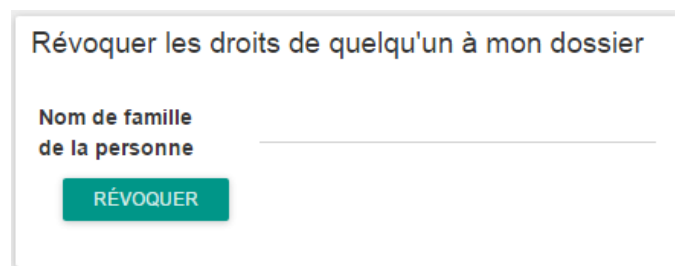 Révoquer les droits de quelqu'un à mon dossier
Nom de famille
de la personne
RÉVOQUER